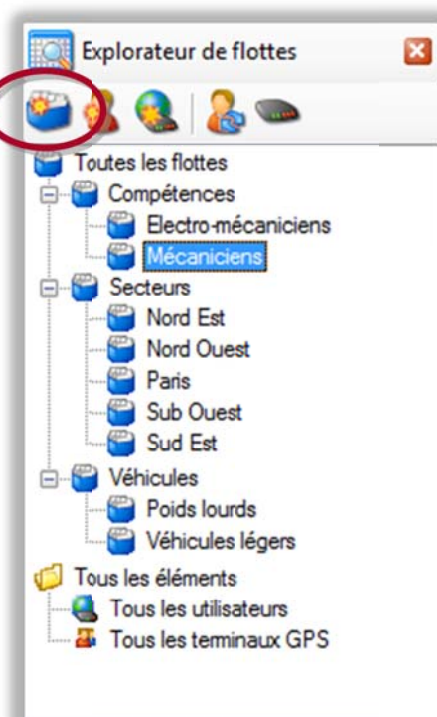 Explorateur de flottes
Toutes les flottes
Compétences
Electro-mécaniciens
Mécaniciens
Secteurs
Nord Est
Nord Ouest
Paris
Sub Ouest
Sud Est
Véhicules
Poids lourds
Véhicules légers
Tous les éléments
Tous les utilisateurs
Tous les terminaux GPS